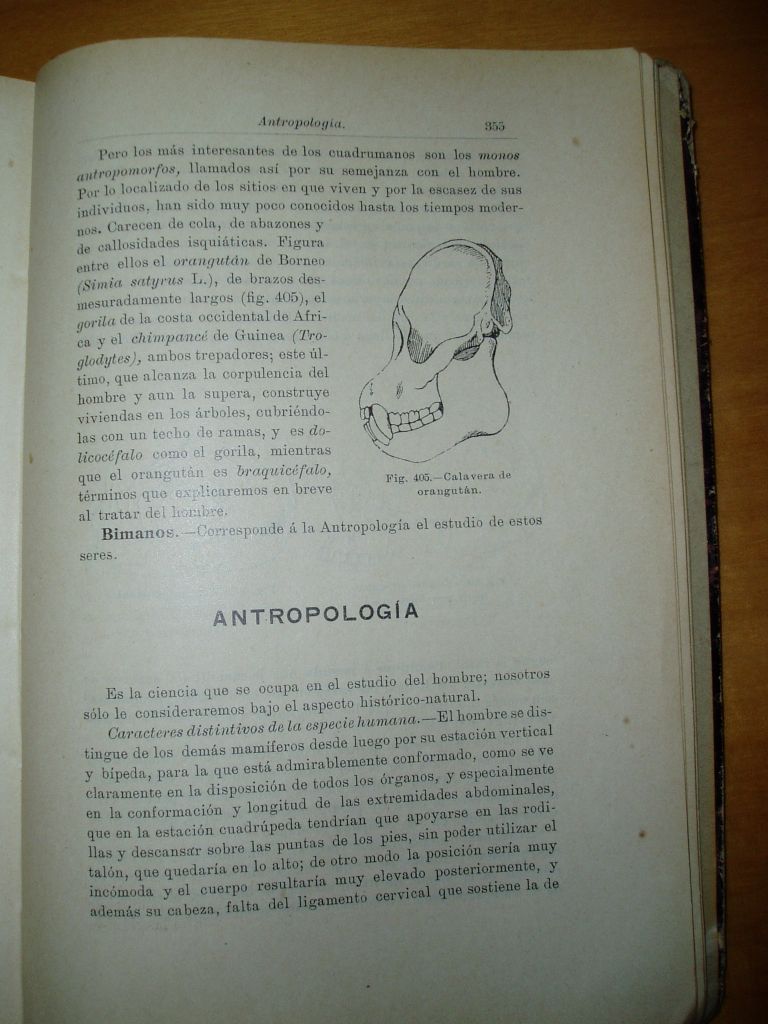 Antropología.
355
Pero los más interesantes de los cuadrumanos son los monos
antropomorfos, llamados así por su semejanza con el hombre.
Por lo localizado de los sitios en que viven y por la escasez de sus
individuos, han sido muy poco conocidos hasta los tiempos moder-
nos. Carecen de cola, de abazones y
de callosidades isquiáticas. Figura
entre ellos el orangután de Borneo
(Simia satyrus L.), de brazos des-
mesuradamente largos (fig. 405), el
gorila de la costa occidental de Afri-
ca y el chimpancé de Guinea (Tro-
glodytes), ambos trepadores; este úl-
timo, que alcanza la corpulencia del
hombre y aun la supera, construye
viviendas en los árboles, cubriéndo-
las con un techo de ramas, y es do-
licocéfalo como el gorila, mientras
que el orangután es braquicéfalo,
términos que explicaremos en breve
al tratar del hombre.
Fig. 405.—Calavera de
orangután.
Bimanos.—Corresponde á la Antropología el estudio de estos
seres.
ANTROPOLOGÍA
Es la ciencia que se ocupa en el estudio del hombre; nosotros
sólo le consideraremos bajo el aspecto histórico-natural.
Caracteres distintivos de la especie humana.—El hombre se dis-
tingue de los demás mamíferos desde luego por su estación vertical
y bípeda, para la que está admirablemente conformado, como se ve
claramente en la disposición de todos los órganos, y especialmente
en la conformación y longitud de las extremidades abdominales,
que en la estación cuadrúpeda tendrían que apoyarse en las rodi-
llas y descansar sobre las puntas de los pies, sin poder utilizar el
talón, que quedaría en lo alto; de otro modo la posición sería muy
incómoda y el cuerpo resultaría muy elevado posteriormente, y
además su cabeza, falta del ligamento cervical que sostiene la de